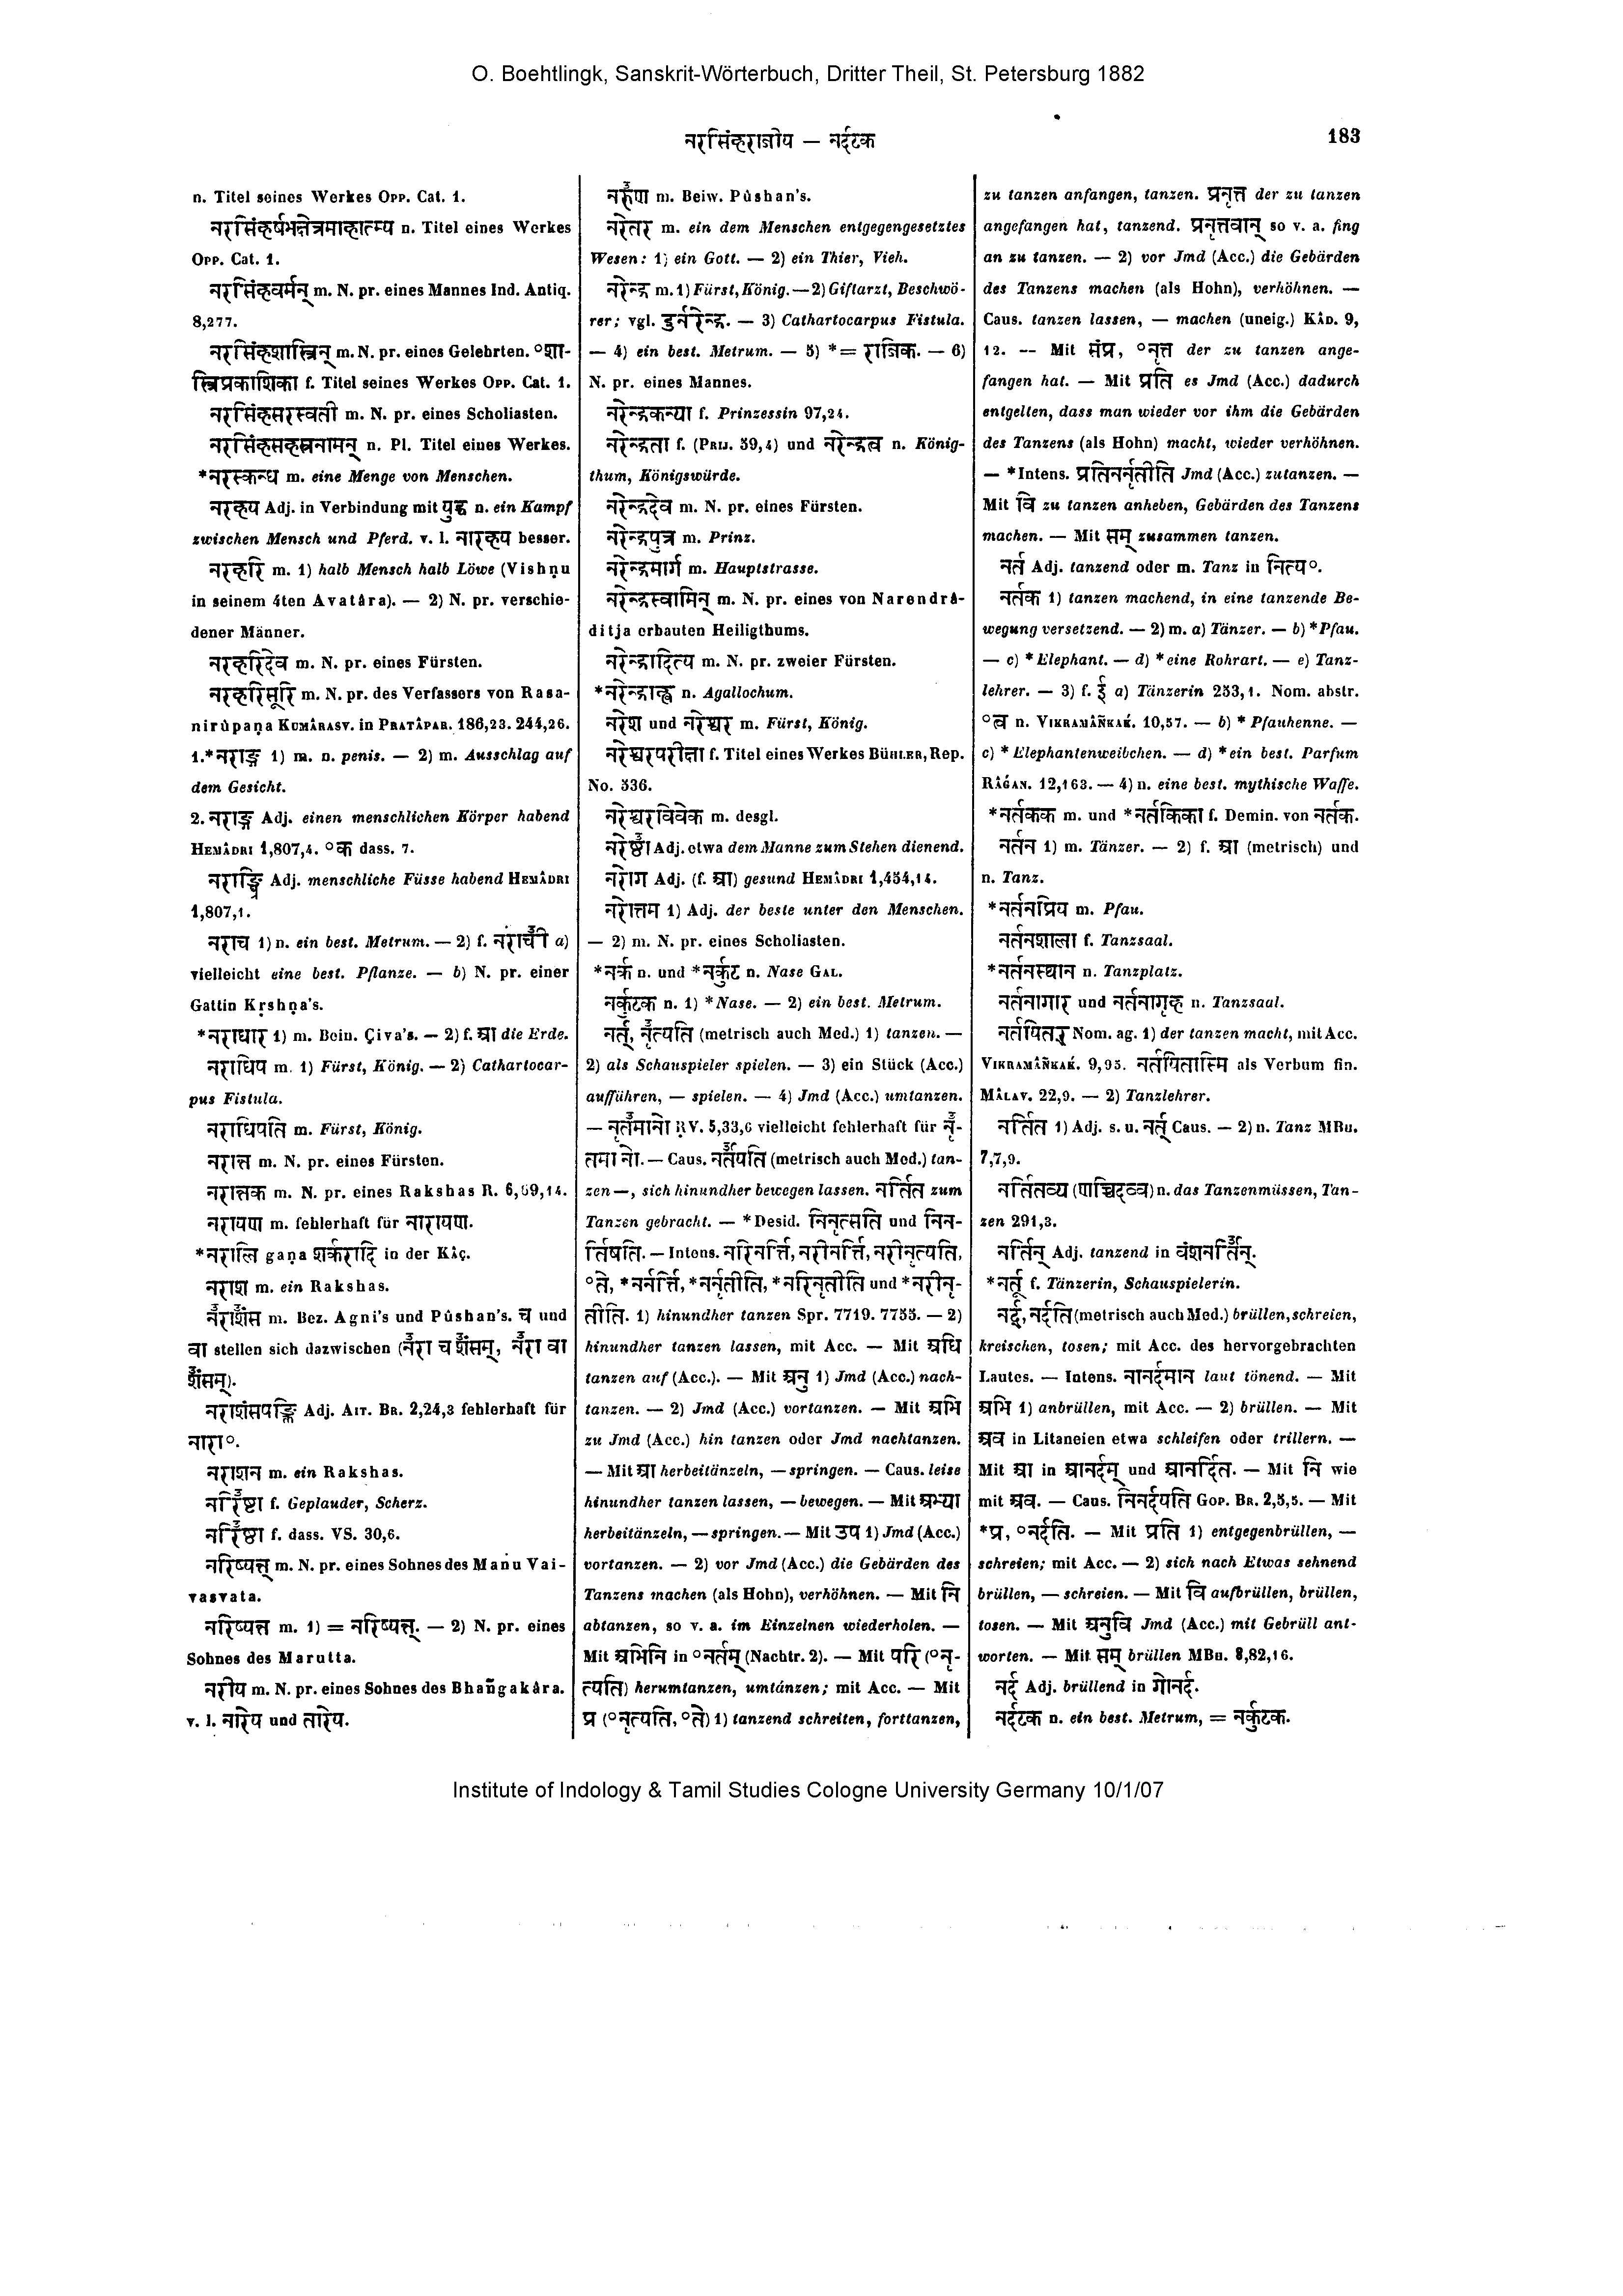 O. Boehtlingk, Sanskrit-Wörterbuch, Dritter Theil, St. Petersburg 1882
नरसिंहराजीय — नर्दटक
183
n. Titel seines Werkes Opp. Cat. 1.
नरसिंहर्षभक्षेत्रमाहात्म्य n. Titel eines Werkes
Opp. Cat. 1.
नरसिंहवर्मन् m. N. pr. eines Mannes Ind. Antiq.
8,277.
नरसिंहशास्त्रिन् m. N. pr. eines Gelehrten. °शा-
स्त्रिप्रकाशिका f. Titel seines Werkes Opp. Cat. 1.
नरसिंहसरस्वती m. N. pr. eines Scholiasten.
नरसिंहसहस्रनामन् n. Pl. Titel eines Werkes.
*नरस्कन्ध m. eine Menge von Menschen.
नरहय Adj. in Verbindung mit युद्ध n. ein Kampf
zwischen Mensch und Pferd. v. l. नारहय besser.
नरहरि m. 1) halb Mensch halb Löwe (Vishṇu
in seinem 4ten Avatâra). — 2) N. pr. verschie-
dener Männer.
नरहरिदेव m. N. pr. eines Fürsten.
नरहरिसूरि m. N. pr. des Verfassers von Rasa-
nirûpaṇa Kumârasv. in Pratâpar. 186,23. 244,26.
1.*नराङ्ग 1) m. n. penis. — 2) m. Ausschlag auf
dem Gesicht.
2. नराङ्ग Adj. einen menschlichen Körper habend
Hemâdri 1,807,4. °क dass. 7.
नराङ्घ्रि Adj. menschliche Füsse habend Hemâdri
1,807,1.
नराच 1) n. ein best. Metrum. — 2) f. नराची॑ a)
vielleicht eine best. Pflanze. — b) N. pr. einer
Gattin Kṛshṇa's.
*नराधार 1) m. Bein. Çiva's. — 2) f. आ die Erde.
नराधिप m. 1) Fürst, König. — 2) Cathartocar-
pus Fistula.
नराधिपति m. Fürst, König.
नरान्त m. N. pr. eines Fürsten.
नरान्तक m. N. pr. eines Rakshas R. 6,69,14.
नरायण m. fehlerhaft für नारायण.
*नरालि gaṇa शर्करादि in der Kâç.
नराश m. ein Rakshas.
न॑राशं॑स m. Bez. Agni's und Pûshan's. च und
वा stellen sich dazwischen (न॑रा च शं॑सम्, न॑रा वा
शं॑सम्).
नराशंसपङ्क्ति Adj. Ait. Br. 2,24,3 fehlerhaft für
नारा°.
नराशन m. ein Rakshas.
नरि॑ष्टा f. Geplauder, Scherz.
नरि॑ष्ठा f. dass. VS. 30,6.
नरिष्यन्त् m. N. pr. eines Sohnes des Manu Vai-
vasvata.
नरिष्यन्त m. 1) = नरिष्यन्त्. — 2) N. pr. eines
Sohnes des Marutta.
नरीय m. N. pr. eines Sohnes des Bhaṅgakâra.
v. l. नारेय und तारेय.
नरुं॑ण m. Beiw. Pûshan's.
नरेतर m. ein dem Menschen entgegengesetztes
Wesen: 1) ein Gott. — 2) ein Thier, Vieh.
नरेन्द्र m. 1) Fürst, König. — 2) Giftarzt, Beschwö-
rer; vgl. दुर्नरेन्द्र. — 3) Cathartocarpus Fistula.
— 4) ein best. Metrum. — 5) *= राजिक. — 6)
N. pr. eines Mannes.
नरेन्द्रकन्या f. Prinzessin 97,24.
नरेन्द्रता f. (Prij. 39,4) und नरेन्द्रत्व n. König-
thum, Königswürde.
नरेन्द्रदेव m. N. pr. eines Fürsten.
नरेन्द्रपुत्र m. Prinz.
नरेन्द्रमार्ग m. Hauptstrasse.
नरेन्द्रस्वामिन् m. N. pr. eines von Narendrâ-
ditja erbauten Heiligthums.
नरेन्द्रादित्य m. N. pr. zweier Fürsten.
*नरेन्द्राह्व n. Agallochum.
नरेश und नरेश्वर m. Fürst, König.
नरेश्वरपरीक्षा f. Titel eines Werkes Bühler, Rep.
No. 536.
नरेश्वरविवेक m. desgl.
नरेष्ठा॑ Adj. etwa dem Manne zum Stehen dienend.
नरोग Adj. (f. आ) gesund Hemâdri 1,434,14.
नरोत्तम 1) Adj. der beste unter den Menschen.
— 2) m. N. pr. eines Scholiasten.
*नर्क n. und *नर्कुट n. Nase Gal.
नर्कुटक n. 1) *Nase. — 2) ein best. Metrum.
नर्त्, नृ॑त्यति (metrisch auch Med.) 1) tanzen. —
2) als Schauspieler spielen. — 3) ein Stück (Acc.)
aufführen, — spielen. — 4) Jmd (Acc.) umtanzen.
— नृत॑मानो ṚV. 5,33,6 vielleicht fehlerhaft für नृ॑-
तमा नो. — Caus. नर्त॑यति (metrisch auch Med.) tan-
zen —, sich hinundher bewegen lassen. नर्तित zum
Tanzen gebracht. — *Desid. निनृत्सति und निन-
र्तिषति. — Intens. नरिनर्त्ति, नरीनर्त्ति, नरीनृत्यति,
°ते, *नर्नर्त्ति, *नर्नृतीति, *नरिनृतीति und *नरीनृ-
तीति. 1) hinundher tanzen Spr. 7719. 7755. — 2)
hinundher tanzen lassen, mit Acc. — Mit अधि
tanzen auf (Acc.). — Mit अनु 1) Jmd (Acc.) nach-
tanzen. — 2) Jmd (Acc.) vortanzen. — Mit अभि
zu Jmd (Acc.) hin tanzen oder Jmd nachtanzen.
— Mit आ herbeitänzeln, — springen. — Caus. leise
hinundher tanzen lassen, — bewegen. — Mit अभ्या
herbeitänzeln, — springen. — Mit उप 1) Jmd (Acc.)
vortanzen. — 2) vor Jmd (Acc.) die Gebärden des
Tanzens machen (als Hohn), verhöhnen. — Mit नि
abtanzen, so v. a. im Einzelnen wiederholen. —
Mit अभिनि in °नर्तम् (Nachtr. 2). — Mit परि (°नृ-
त्यति) herumtanzen, umtänzen; mit Acc. — Mit
प्र (°नृत्यति, °ते) 1) tanzend schreiten, forttanzen,
zu tanzen anfangen, tanzen. प्रनृत्त der zu tanzen
angefangen hat, tanzend. प्रनृत्तवान् so v. a. fing
an zu tanzen. — 2) vor Jmd (Acc.) die Gebärden
des Tanzens machen (als Hohn), verhöhnen. —
Caus. tanzen lassen, — machen (uneig.) Kâd. 9,
12. -- Mit संप्र, °नृत्त der zu tanzen ange-
fangen hat. — Mit प्रति es Jmd (Acc.) dadurch
entgelten, dass man wieder vor ihm die Gebärden
des Tanzens (als Hohn) macht, wieder verhöhnen.
— *Intens. प्रतिनर्नृतीति Jmd (Acc.) zutanzen. —
Mit वि zu tanzen anheben, Gebärden des Tanzens
machen. — Mit सम् zusammen tanzen.
नर्त Adj. tanzend oder m. Tanz in नित्य°.
नर्तक 1) tanzen machend, in eine tanzende Be-
wegung versetzend. — 2) m. a) Tänzer. — b) *Pfau.
— c) *Elephant. — d) *eine Rohrart. — e) Tanz-
lehrer. — 3) f. ई a) Tänzerin 253,1. Nom. abstr.
°त्व n. Vikramâṅkaḱ. 10,57. — b) *Pfauhenne. —
c) *Elephantenweibchen. — d) *ein best. Parfum
Râǵan. 12,163. — 4) n. eine best. mythische Waffe.
*नर्तकक m. und *नर्तकिका f. Demin. von नर्तक.
नर्तन 1) m. Tänzer. — 2) f. आ (metrisch) und
n. Tanz.
*नर्तनप्रिय m. Pfau.
नर्तनशाला f. Tanzsaal.
*नर्तनस्थान n. Tanzplatz.
नर्तनागार und नर्तनागृह n. Tanzsaal.
नर्तयितर् Nom. ag. 1) der tanzen macht, mit Acc.
Vikramâṅkaḱ. 9,95. नर्तयितास्मि als Verbum fin.
Mâlav. 22,9. — 2) Tanzlehrer.
नर्तित 1) Adj. s. u. नर्त् Caus. — 2) n. Tanz MBh.
7,7,9.
नर्तितव्य (पाश्चिदव्य) n. das Tanzenmüssen, Tan-
zen 291,3.
नर्तिन् Adj. tanzend in वंशनर्ति॑न्.
*नर्तू f. Tänzerin, Schauspielerin.
नर्द्, नर्दति (metrisch auch Med.) brüllen, schreien,
kreischen, tosen; mit Acc. des hervorgebrachten
Lautes. — Intens. नानर्दमान laut tönend. — Mit
अभि 1) anbrüllen, mit Acc. — 2) brüllen. — Mit
अव in Litaneien etwa schleifen oder trillern. —
Mit आ in आनर्दम् und आनर्दित. — Mit नि wie
mit अव. — Caus. निनर्दयति Gop. Br. 2,5,5. — Mit
*प्र, °नर्दति. — Mit प्रति 1) entgegenbrüllen, —
schreien; mit Acc. — 2) sich nach Etwas sehnend
brüllen, — schreien. — Mit वि aufbrüllen, brüllen,
tosen. — Mit अनुवि Jmd (Acc.) mit Gebrüll ant-
worten. — Mit सम् brüllen MBh. 8,82,16.
नर्द Adj. brüllend in गोनर्द.
नर्दटक n. ein best. Metrum, = नर्कुटक.
Institute of Indology & Tamil Studies Cologne University Germany 10/1/07